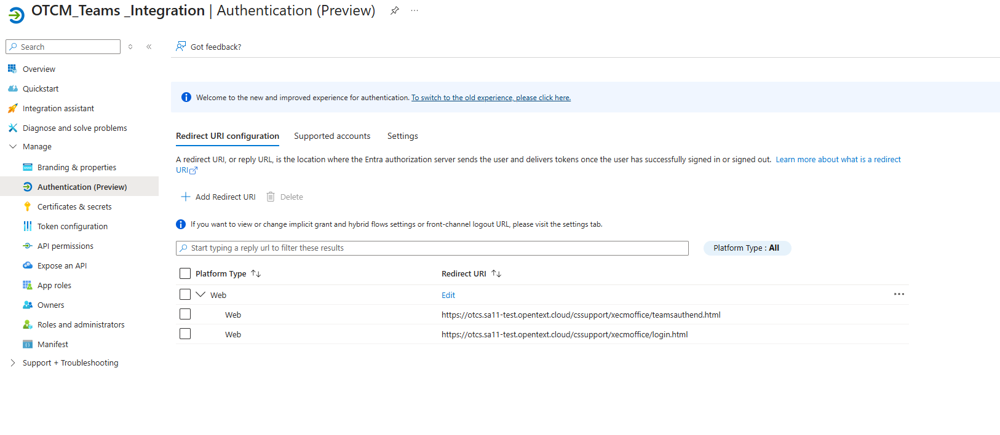 OTCM_Teams _Integration | Authentication (Preview)
Search
Got feedback?
Overview
Quickstart
Integration assistant
Diagnose and solve problems
Manage
Branding & properties
Authentication (Preview)
Certificates & secrets
Token configuration
API permissions
Expose an API
App roles
Owners
Roles and administrators
Manifest
Support + Troubleshooting
Welcome to the new and improved experience for authentication. To switch to the old experience, please click here.
Redirect URI configuration Supported accounts Settings
A redirect URI, or reply URL, is the location where the Entra authorization server sends the user and delivers tokens once the user has successfully signed in or signed out. Learn more about what is a redirect
URI
Add Redirect URI Delete
If you want to view or change implicit grant and hybrid flows settings or front-channel logout URL, please visit the settings tab.
Start typing a reply url to filter these results Platform Type : All
Platform Type Redirect URI
Web Edit
Web https://otcs.sa11-test.opentext.cloud/cssupport/xecmoffice/teamsauthend.html
Web https://otcs.sa11-test.opentext.cloud/cssupport/xecmoffice/login.html